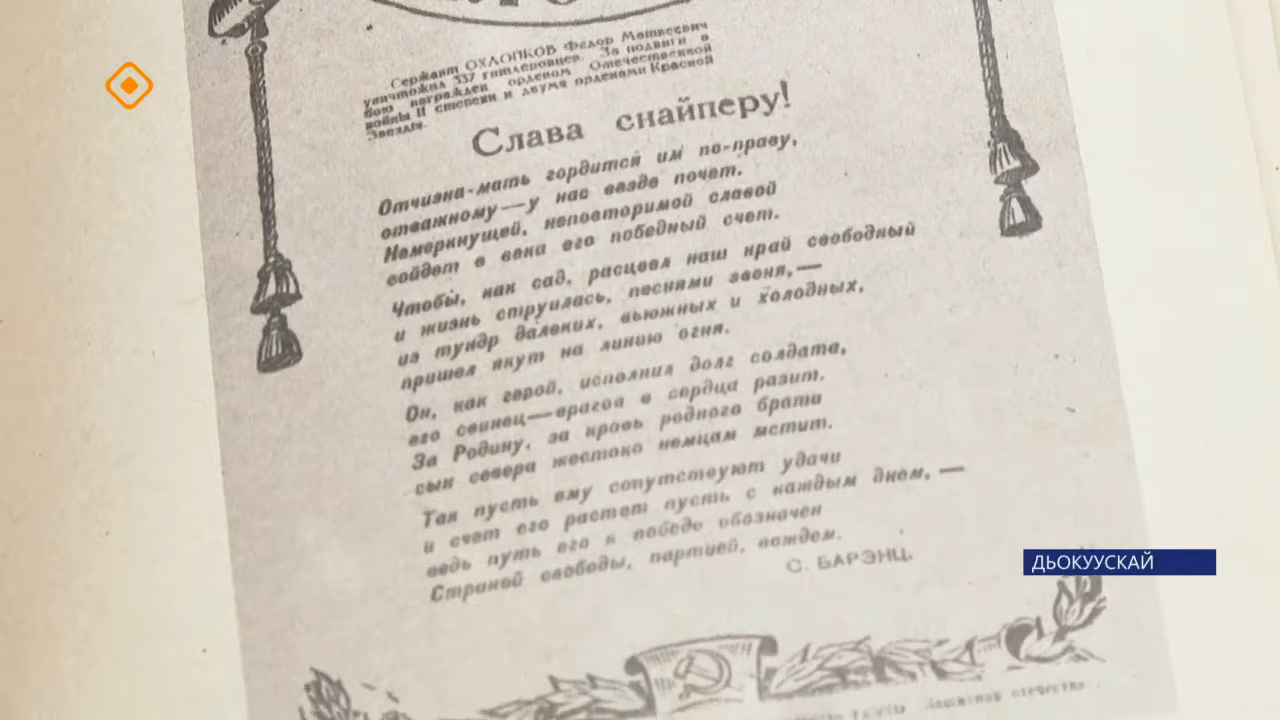 Сержант ОХЛОПКОВ Федор Матвеевич
уничтожил 337 гитлеровцев. За подвиги в
бою награжден орденом Отечественной
войны II степени и двумя орденами Красной
Звезды.
Слава снайперу!
Отчизна-мать гордится им по-праву,
отважному—у нас везде почет.
Немеркнущей, неповторимой славой
войдет в века его победный счет.
Чтобы, как сад, расцвел наш край свободный
и жизнь струилась, песнями звеня,—
из тундр далеких, вьюжных и холодных,
пришел якут на линию огня.
Он, как герой, исполнил долг солдата,
его свинец—врагов в сердца разит.
За Родину, за кровь родного брата
сын севера жестоко немцам мстит.
Так пусть ему сопутствуют удачи
и счет его растет пусть с каждым днем,—
ведь путь его к победе обозначен
Страной свободы, партией, вождем.
С. БАРЭНЦ.
ДЬОКУУСКАЙ
газеты отечества